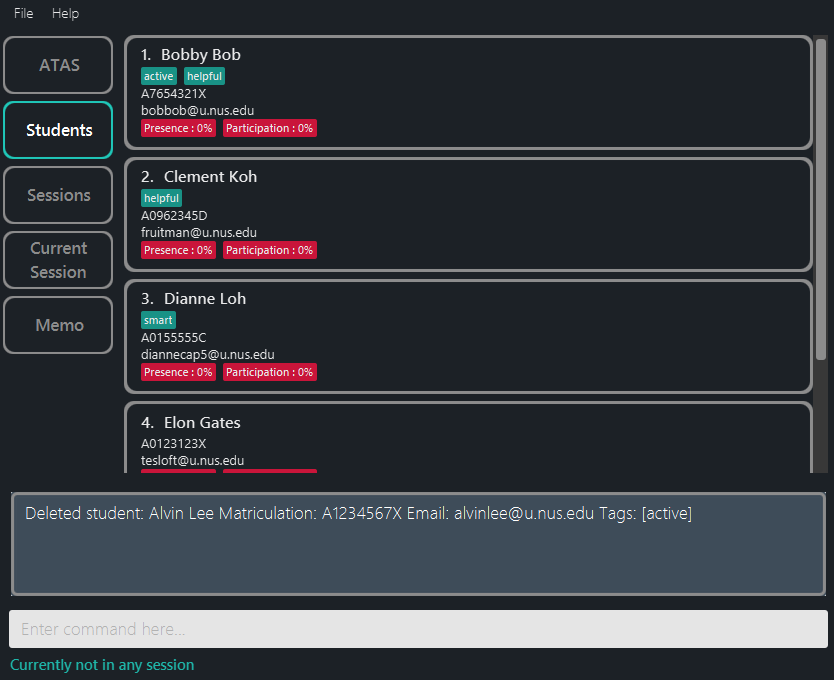 File Help
ATAS
Students
Sessions
Current
Session
Memo
1. Bobby Bob
active helpful
A7654321X
bobbob@u.nus.edu
Presence : 0% Participation : 0%
2. Clement Koh
helpful
A0962345D
fruitman@u.nus.edu
Presence : 0% Participation : 0%
3. Dianne Loh
smart
A0155555C
diannecap5@u.nus.edu
Presence : 0% Participation : 0%
4. Elon Gates
A0123123X
tesloft@u.nus.edu
Deleted student: Alvin Lee Matriculation: A1234567X Email: alvinlee@u.nus.edu Tags: [active]
Enter command here...
Currently not in any session